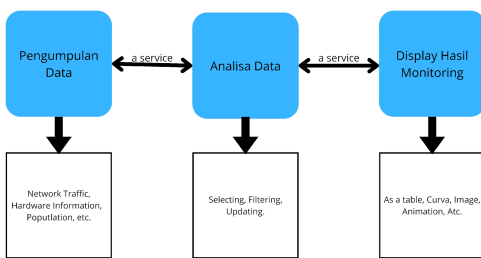 Pengumpulan
Data
a service
Analisa Data
a service
Display Hasil
Monitoring
Network Traffic,
Hardware Information,
Poputlation, etc.
Selecting, Filtering,
Updating.
As a table, Curva, Image,
Animation, Atc.